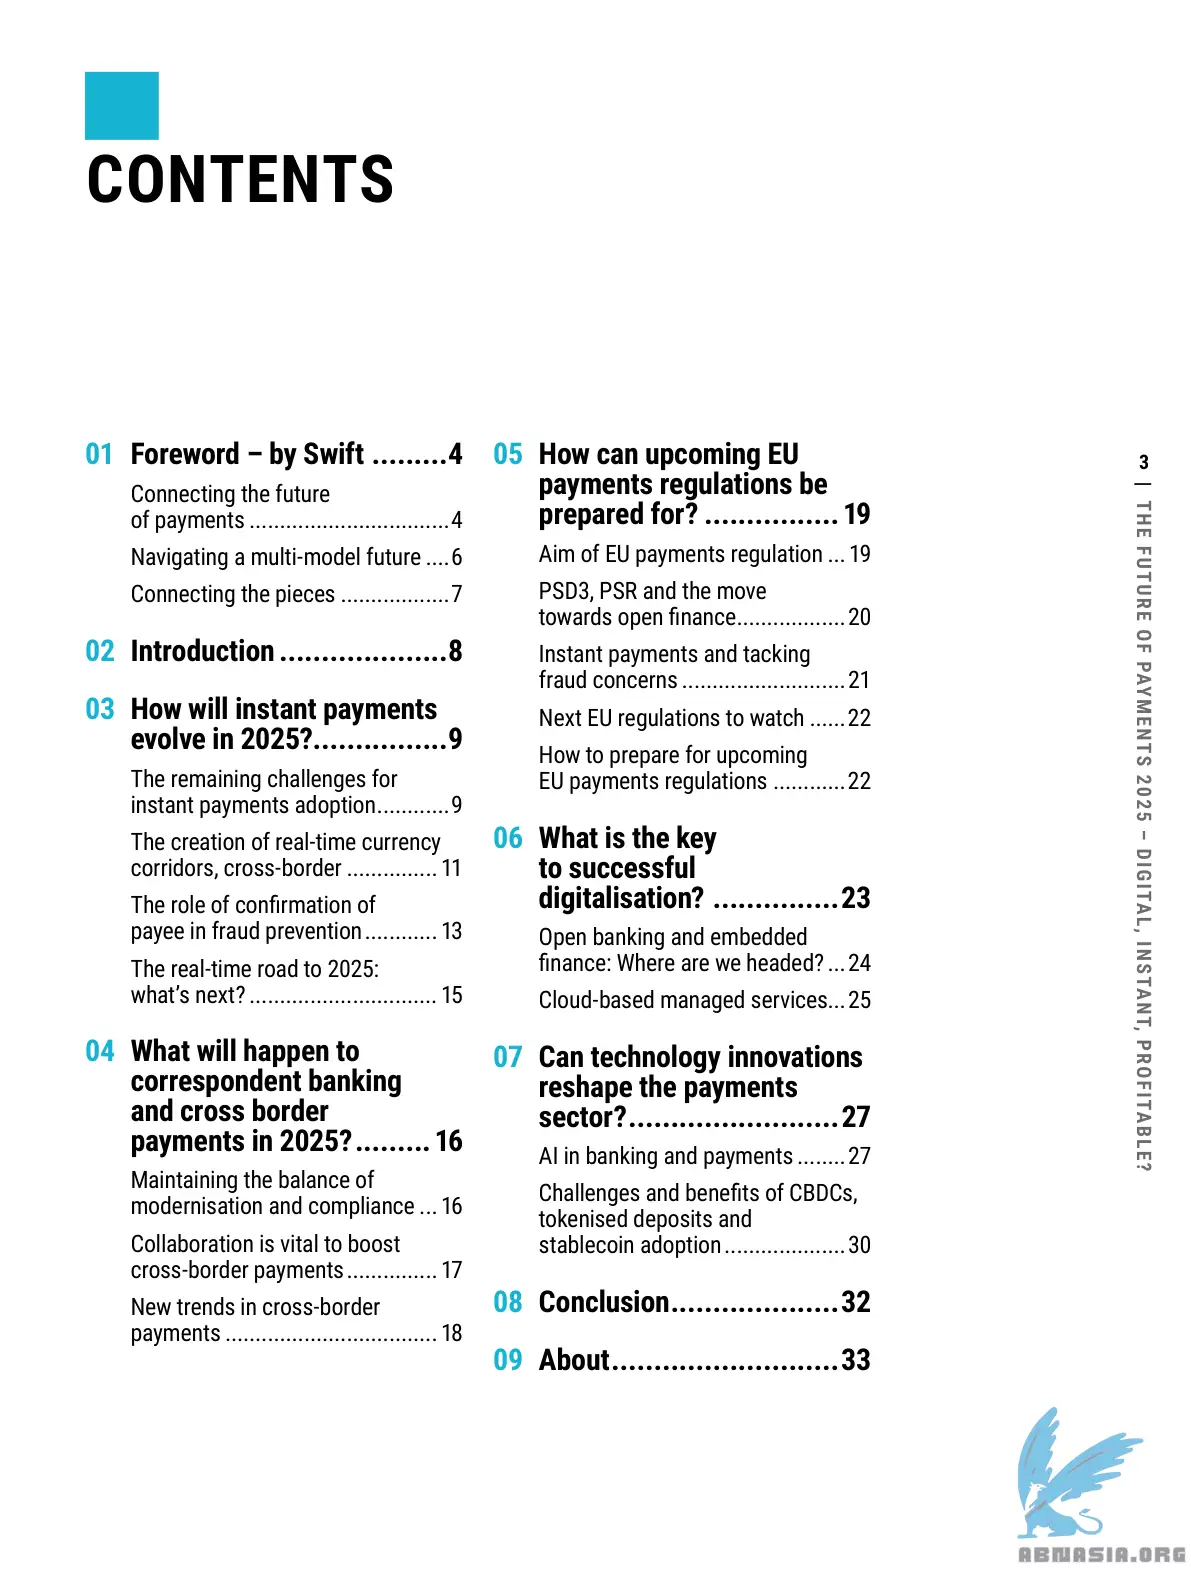 CONTENTS
01 Foreword – by Swift .........4
Connecting the future
of payments .................................4
Navigating a multi-model future ....6
Connecting the pieces ..................7
02 Introduction ....................8
03 How will instant payments
evolve in 2025?................9
The remaining challenges for
instant payments adoption............9
The creation of real-time currency
corridors, cross-border ............... 11
The role of confirmation of
payee in fraud prevention............ 13
The real-time road to 2025:
what’s next? ............................... 15
04 What will happen to
correspondent banking
and cross border
payments in 2025?......... 16
Maintaining the balance of
modernisation and compliance ... 16
Collaboration is vital to boost
cross-border payments............... 17
New trends in cross-border
payments ................................... 18
05 How can upcoming EU
payments regulations be
prepared for? ................ 19
Aim of EU payments regulation ... 19
PSD3, PSR and the move
towards open finance..................20
Instant payments and tacking
fraud concerns ...........................21
Next EU regulations to watch ......22
How to prepare for upcoming
EU payments regulations ............22
06 What is the key
to successful
digitalisation? ...............23
Open banking and embedded
finance: Where are we headed?...24
Cloud-based managed services...25
07 Can technology innovations
reshape the payments
sector?.........................27
AI in banking and payments ........27
Challenges and benefits of CBDCs,
tokenised deposits and
stablecoin adoption....................30
08 Conclusion....................32
09 About...........................33
3
THE FUTURE OF PAYMENTS 2025 – DIGITAL, INSTANT, PROFITABLE?
ABNASIA.ORG